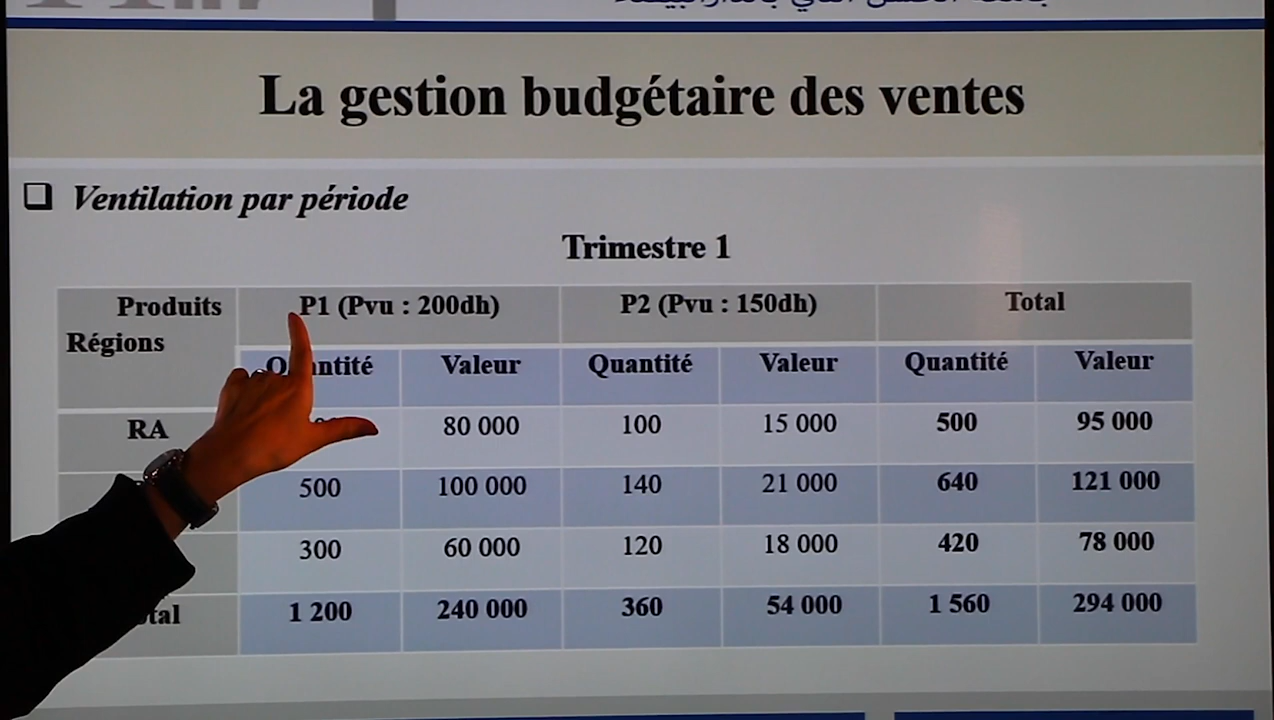 La gestion budgétaire des ventes
Ventilation par période
Trimestre 1
Produits P1 (Pvu : 200dh) P2 (Pvu : 150dh) Total
Régions
Valeur Quantité Valeur Quantité Valeur
RA 80 000 100 15 000 500 95 000
500 100 000 140 21 000 640 121 000
300 60 000 120 18 000 420 78 000
1 200 240 000 360 54 000 1 560 294 000